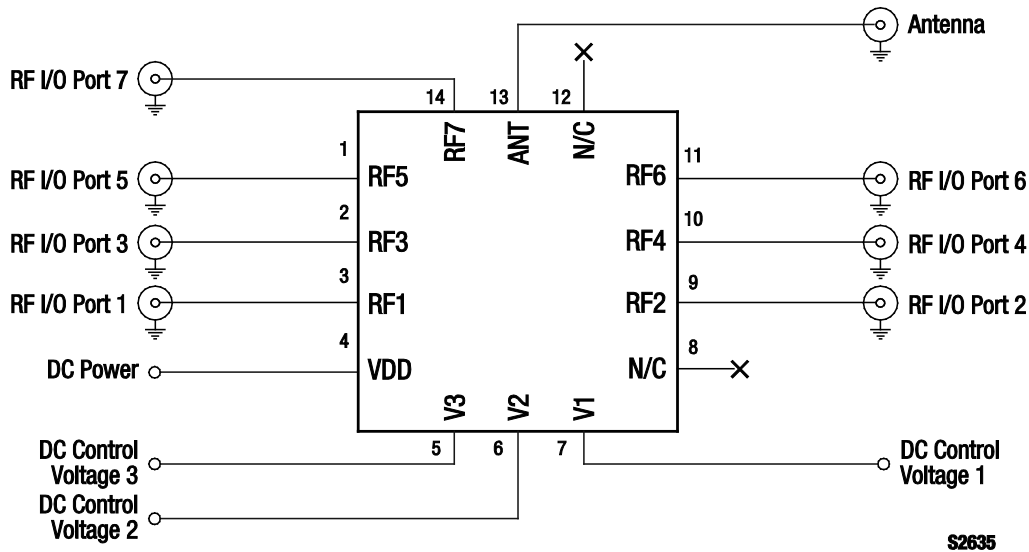 Antenna
RF I/O Port 7
14
13
12
RF7
ANT
N/C
1
11
RF I/O Port 5
RF5
RF6
RF I/O Port 6
2
10
RF I/O Port 3
RF3
RF4
RF I/O Port 4
3
9
RF I/O Port 1
RF1
RF2
RF I/O Port 2
4
8
DC Power
VDD
N/C
V3
V2
V1
5
6
7
DC Control
Voltage 3
DC Control
Voltage 1
DC Control
Voltage 2
S2635